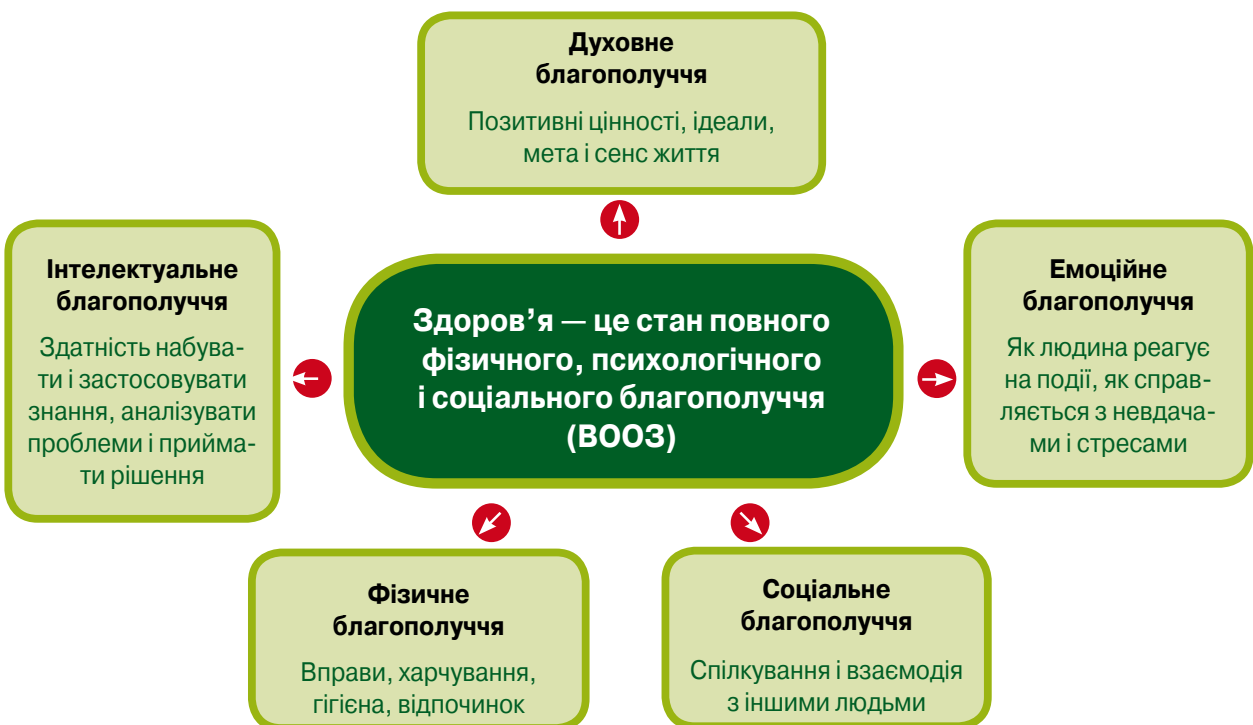 Духовне
благополуччя
Позитивні цінності, ідеали,
мета і сенс життя
Інтелектуальне
благополуччя
Здатність набува-
ти і застосовувати
знання, аналізувати
проблеми і прийма-
ти рішення
Здоров’я — це стан повного
фізичного, психологічного
і соціального благополуччя
(ВООЗ)
Емоційне
благополуччя
Як людина реагує
на події, як справ-
ляється з невдача-
ми і стресами
Фізичне
благополуччя
Вправи, харчування,
гігієна, відпочинок
Соціальне
благополуччя
Спілкування і взаємодія
з іншими людьми